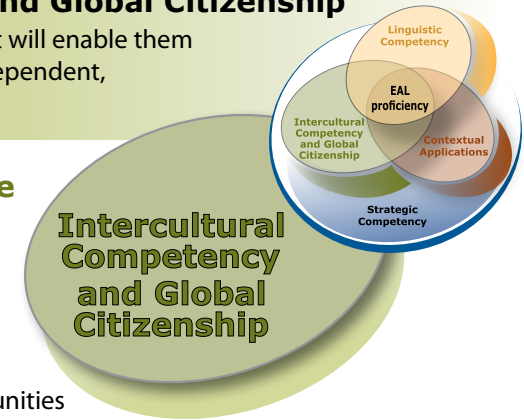 nd Global Citizenship
t will enable them
ependent,
e
Linguistic
Competency
EAL
proficiency
Intercultural
Competency
and Global
Citizenship
Contextual
Applications
Strategic
Competency
Intercultural
Competency
and Global
Citizenship
unities